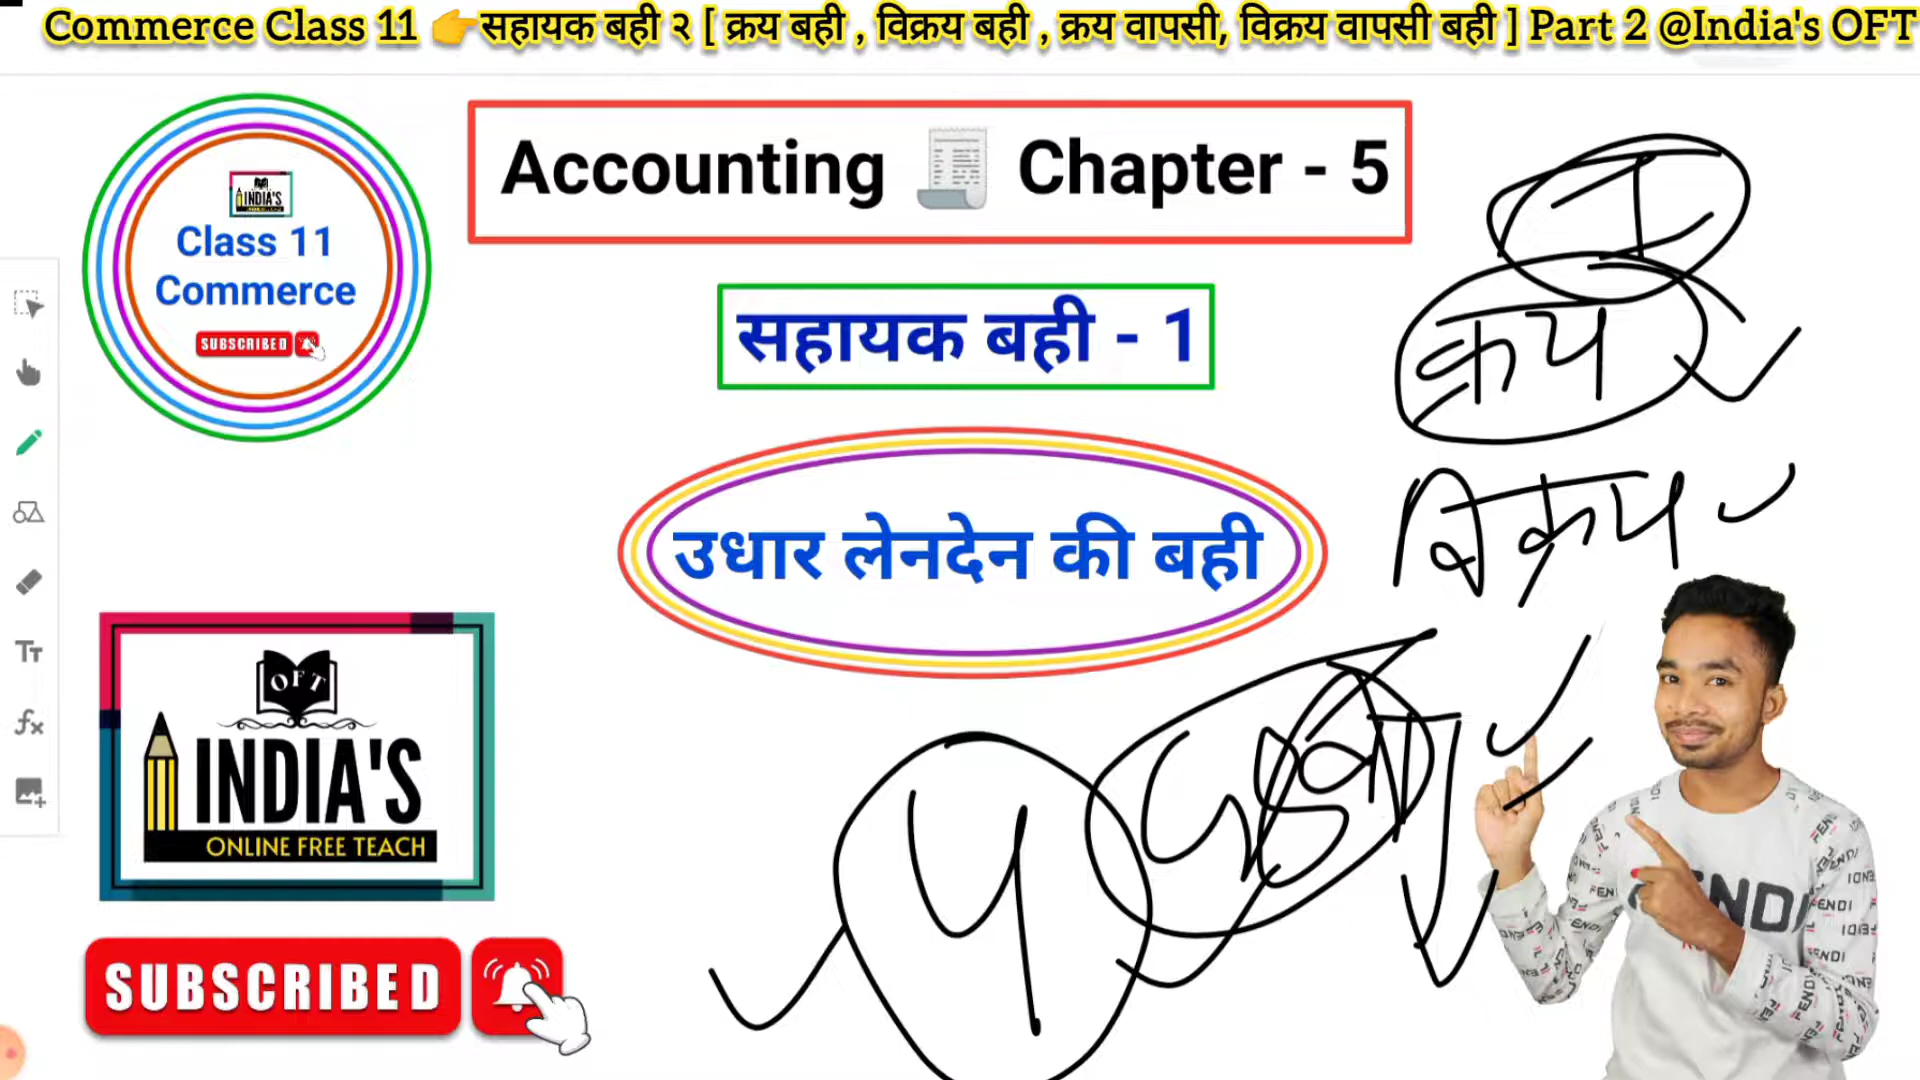 Commerce Class 11 👉सहायक बही २ [ क्रय बही , विक्रय बही , क्रय वापसी, विक्रय वापसी बही ] Part 2 @India's OFT
INDIA'S
Class 11
Commerce
SUBSCRIBED
Accounting 🧾 Chapter - 5
सहायक बही - 1
उधार लेनदेन की बही
क्रय
विक्रय
OFT
INDIA'S
ONLINE FREE TEACH
SUBSCRIBED
FENDI